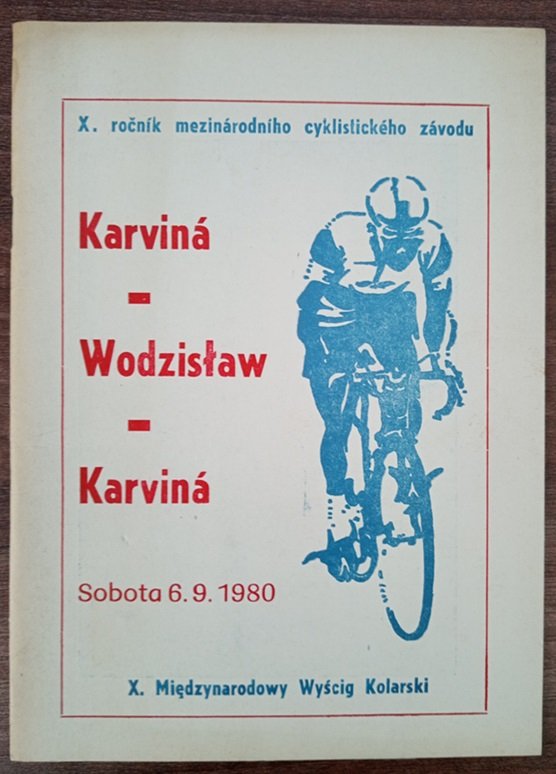 X. ročník mezinárodního cyklistického závodu
Karviná
-
Wodzisław
-
Karviná
Sobota 6.9.1980
X. Międzynarodowy Wyścig Kolarski